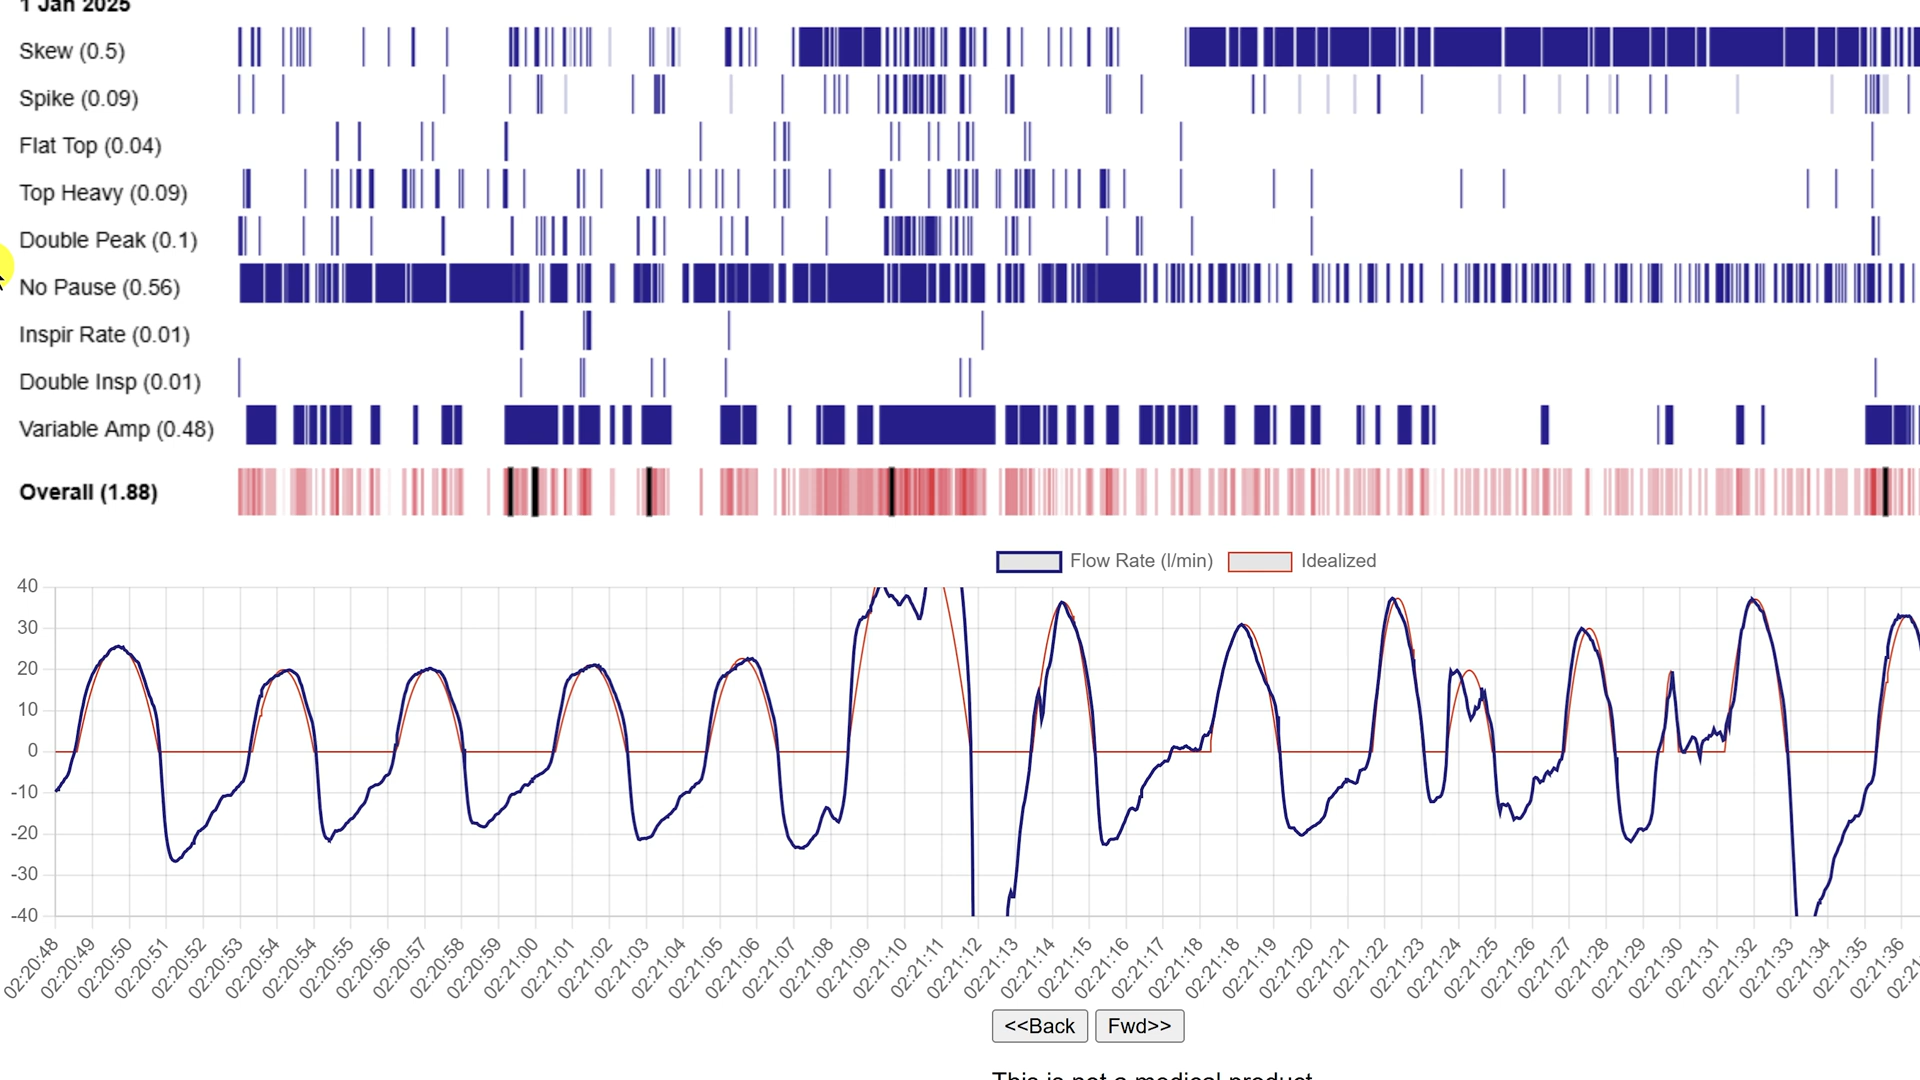 1 Jan 2025
Skew (0.5)
Spike (0.09)
Flat Top (0.04)
Top Heavy (0.09)
Double Peak (0.1)
No Pause (0.56)
Inspir Rate (0.01)
Double Insp (0.01)
Variable Amp (0.48)
Overall (1.88)
Flow Rate (l/min) Idealized
40
30
20
10
0
-10
-20
-30
-40
02:20:48 02:20:49 02:20:50 02:20:51 02:20:52 02:20:53 02:20:54 02:20:54 02:20:55 02:20:56 02:20:57 02:20:58 02:20:59 02:21:00 02:21:01 02:21:02 02:21:03 02:21:04 02:21:05 02:21:06 02:21:07 02:21:08 02:21:09 02:21:10 02:21:11 02:21:12 02:21:13 02:21:14 02:21:15 02:21:16 02:21:17 02:21:18 02:21:18 02:21:19 02:21:20 02:21:21 02:21:22 02:21:23 02:21:24 02:21:25 02:21:26 02:21:27 02:21:28 02:21:29 02:21:30 02:21:31 02:21:32 02:21:33 02:21:34 02:21:35 02:21:36
<<Back Fwd>>
This is not a medical product